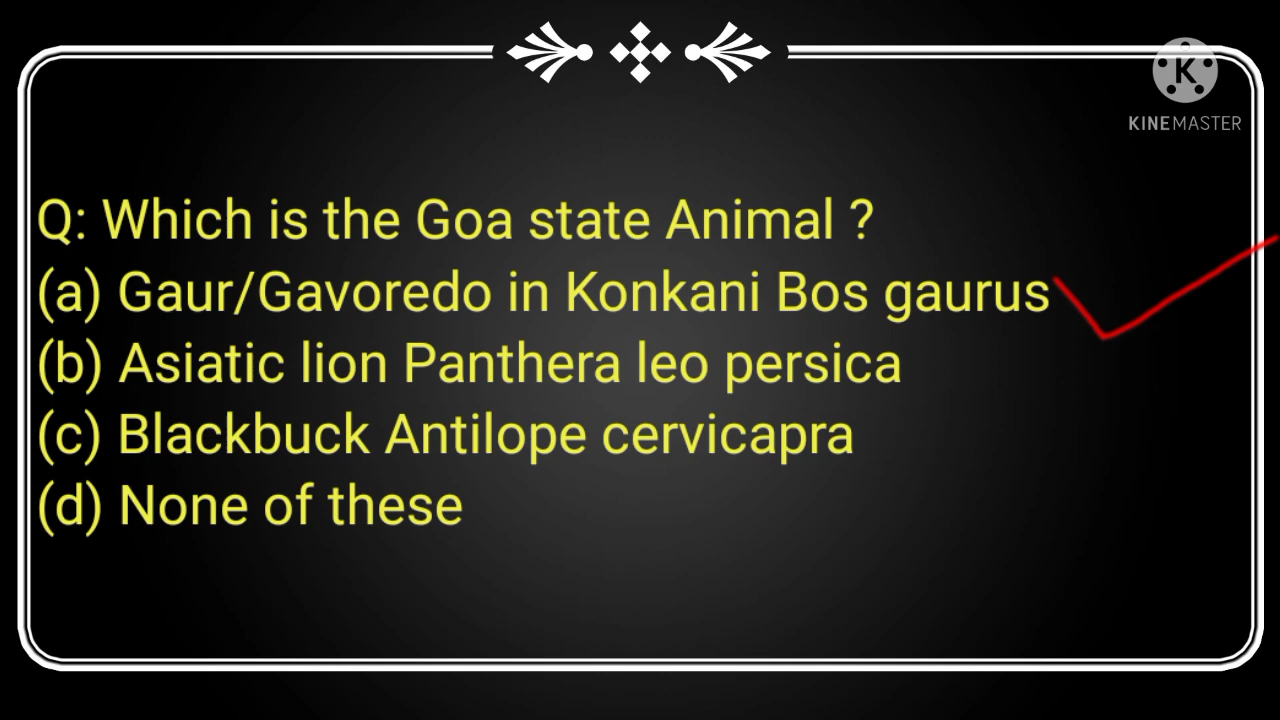 K
KINEMASTER
Q: Which is the Goa state Animal ?
(a) Gaur/Gavoredo in Konkani Bos gaurus
(b) Asiatic lion Panthera leo persica
(c) Blackbuck Antilope cervicapra
(d) None of these